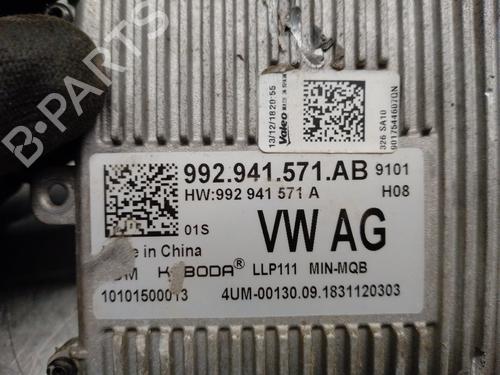 13/12/18 20:55
Valeo
326 SA10
992.941.571.AB 9101
HW:992 941 571 A H08
01S VW AG
in China
LLP111 MIN-MQB
10101500013 4UM-00130.09.1831120303
B-PARTS